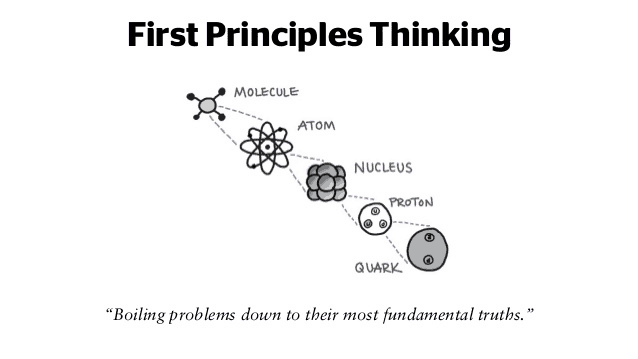 First Principles Thinking
MOLECULE
ATOM
NUCLEUS
PROTON
QUARK
“Boiling problems down to their most fundamental truths.”